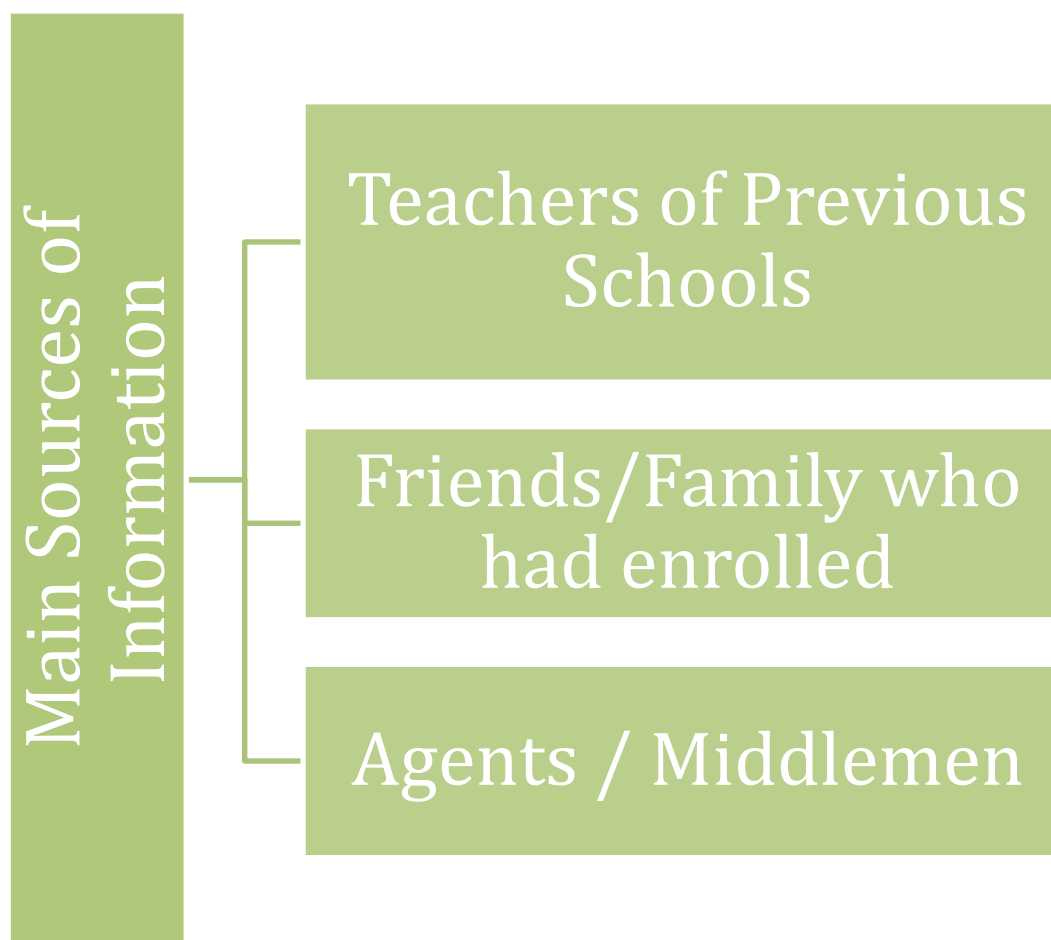 Main Sources of
Information
Teachers of Previous
Schools
Friends/Family who
had enrolled
Agents / Middlemen